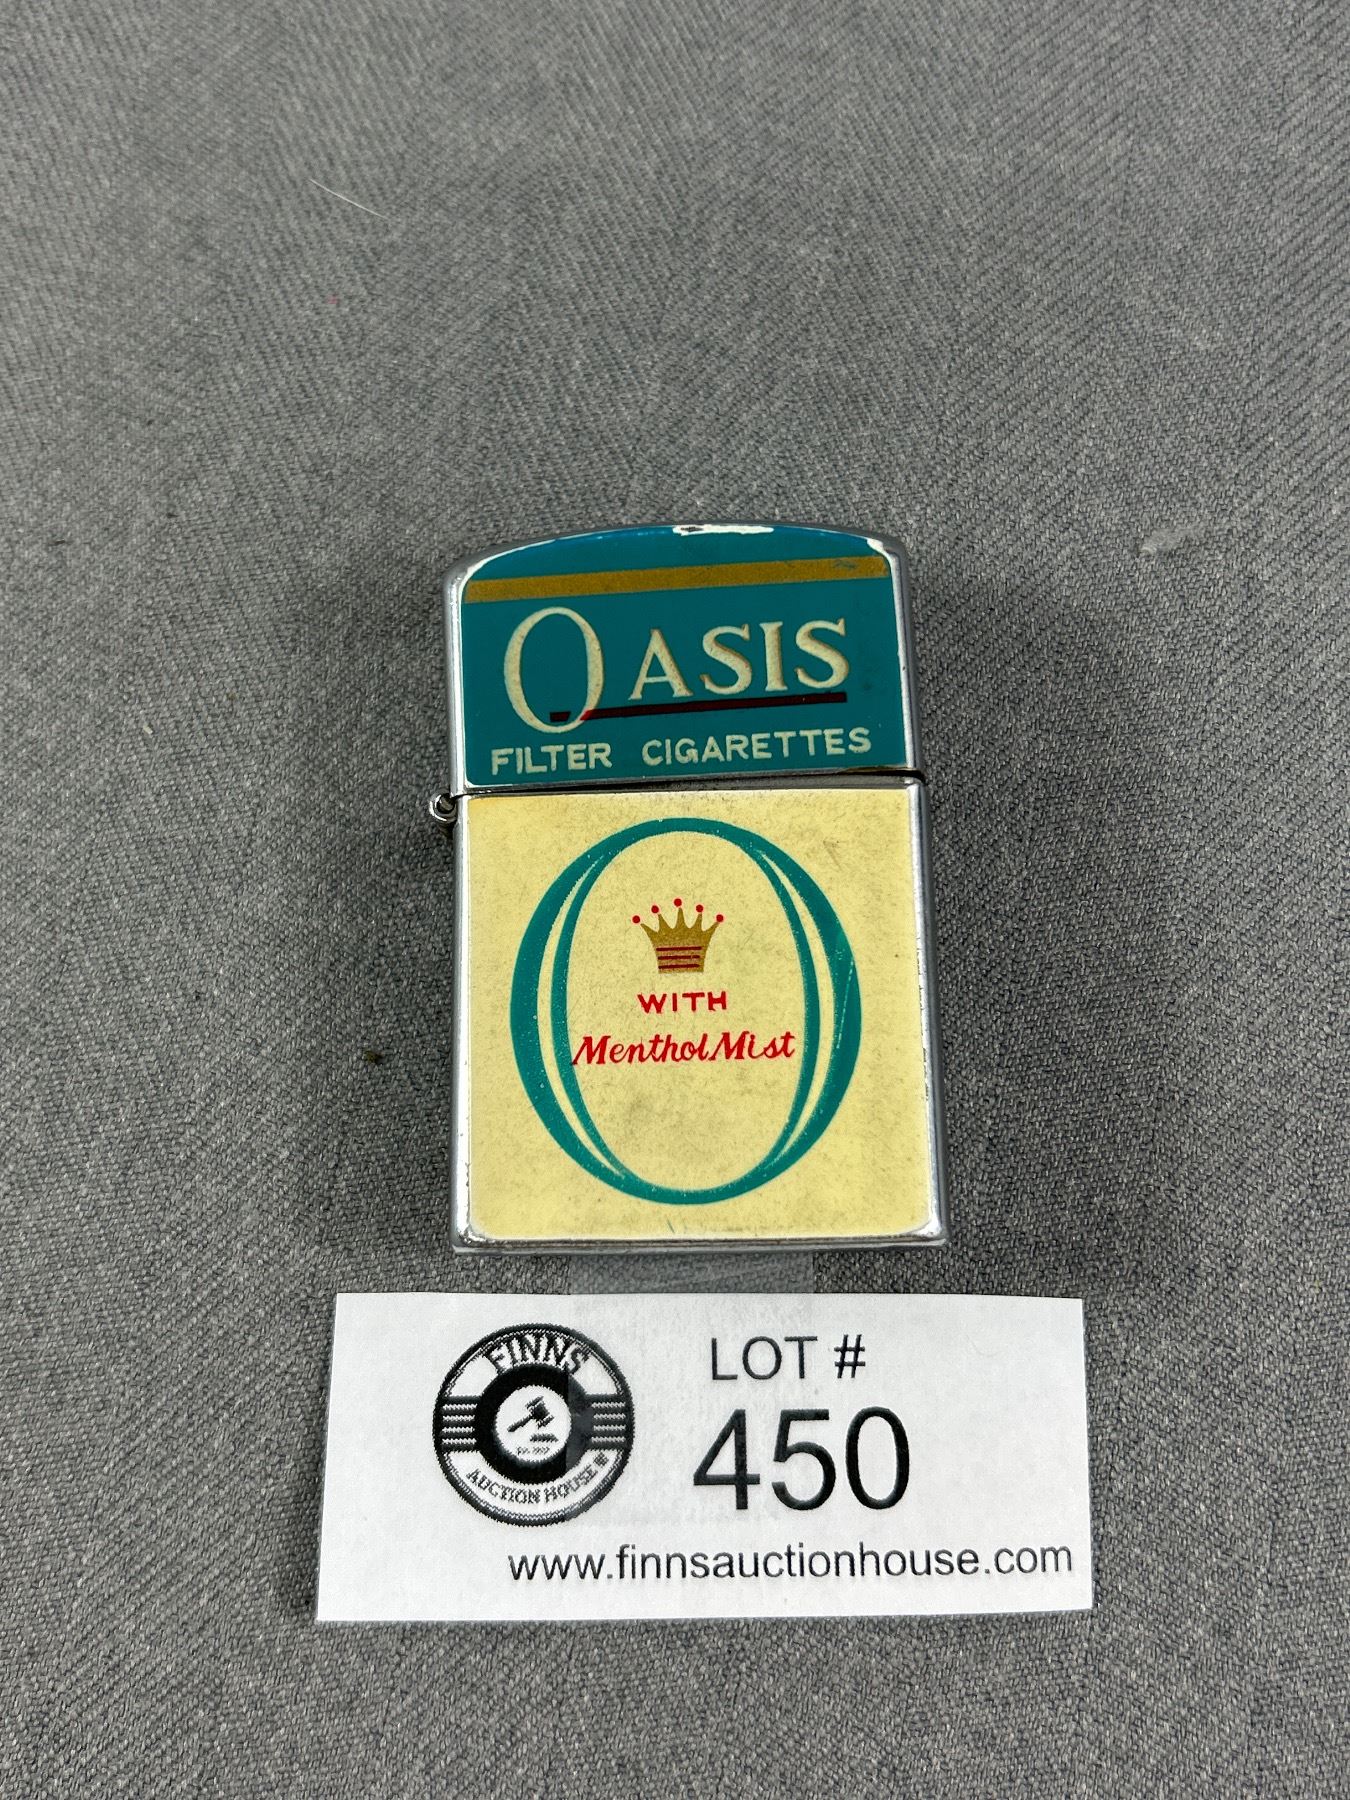 OASIS
FILTER CIGARETTES
WITH
Menthol Mist
FINNS
AUCTION HOUSE
LOT #
450
www.finnsauctionhouse.com